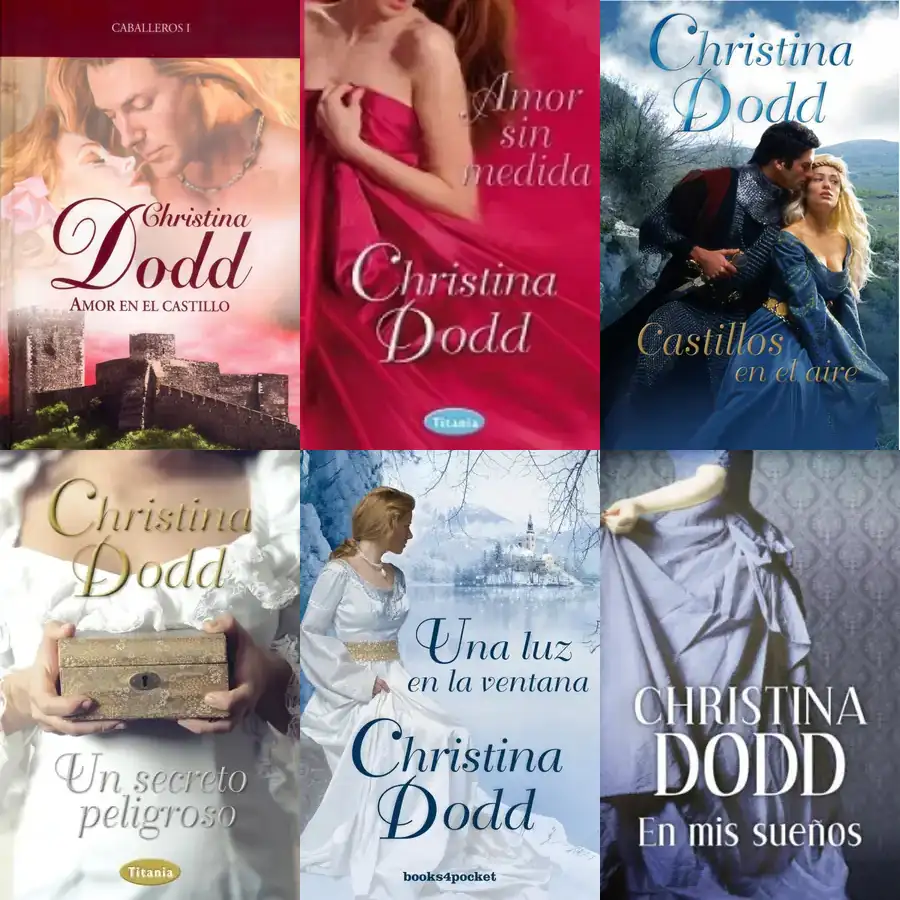 CABALLEROS I
Christina
Dodd
AMOR EN EL CASTILLO
Amor
sin
medida
Christina
Dodd
Titania
Christina
Dodd
Castillos
en el aire
Christina
Dodd
Un secreto
peligroso
Titania
Una luz
en la ventana
Christina
Dodd
books4pocket
CHRISTINA
DODD
En mis sueños